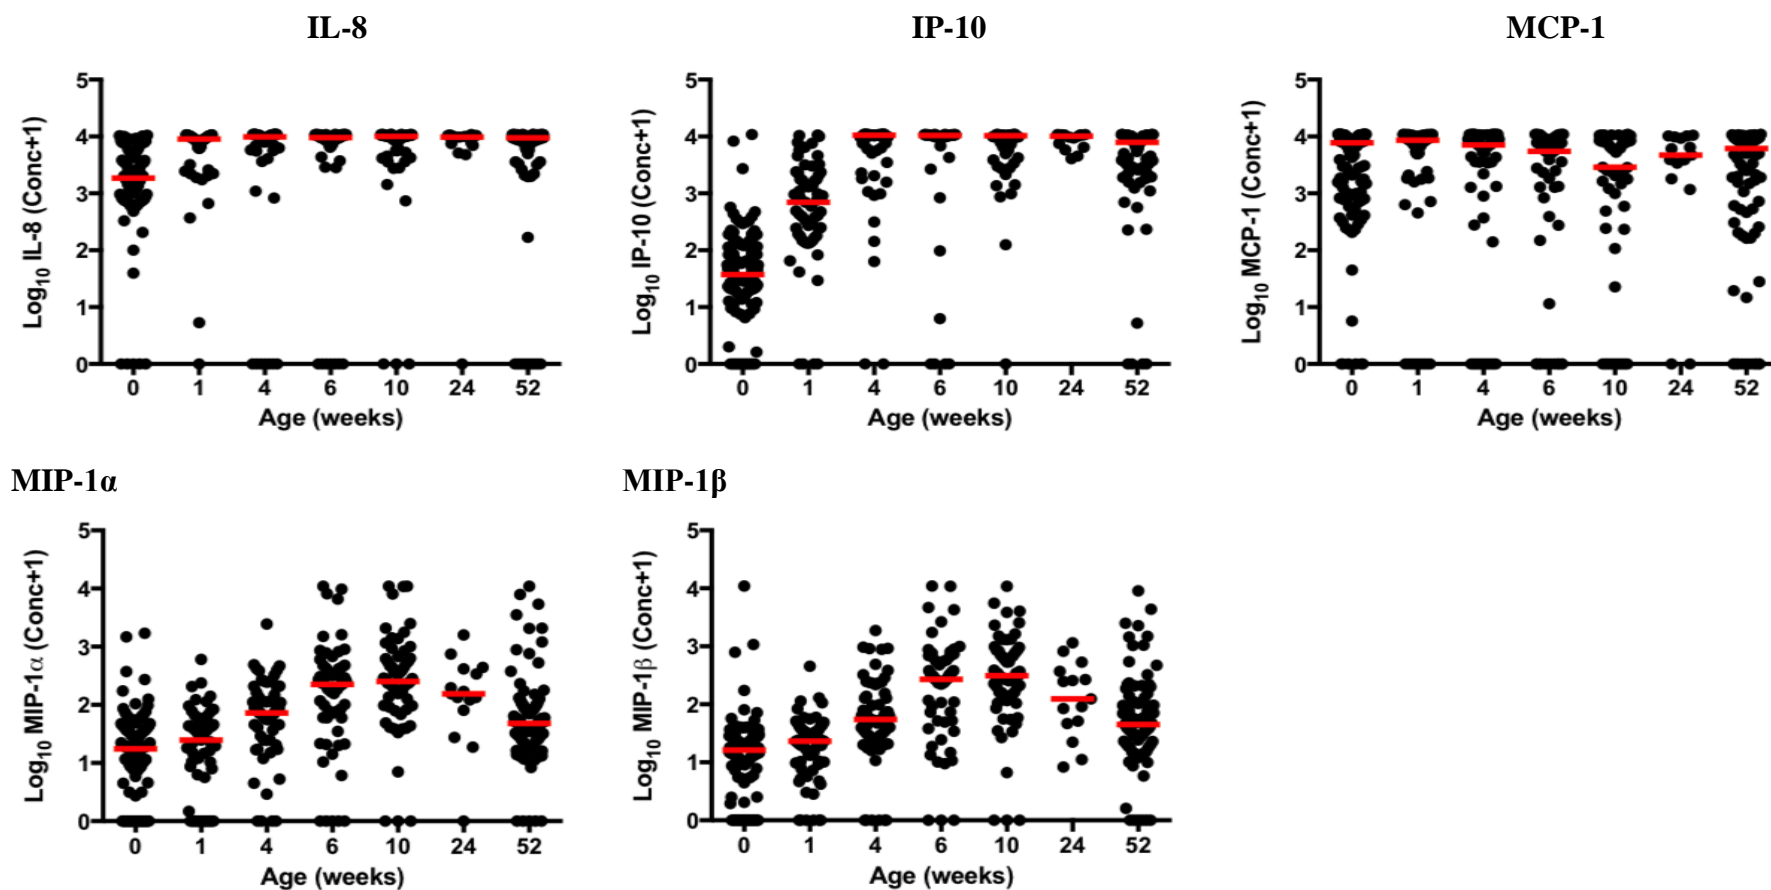 IL-8
IP-10
MCP-1
Log10 IL-8 (Conc+1)
5
4
3
2
1
0
0 1 4 6 10 24 52
Age (weeks)
Log10 IP-10 (Conc+1)
5
4
3
2
1
0
0 1 4 6 10 24 52
Age (weeks)
Log10 MCP-1 (Conc+1)
5
4
3
2
1
0
0 1 4 6 10 24 52
Age (weeks)
MIP-1α
MIP-1β
Log10 MIP-1α (Conc+1)
5
4
3
2
1
0
0 1 4 6 10 24 52
Age (weeks)
Log10 MIP-1β (Conc+1)
5
4
3
2
1
0
0 1 4 6 10 24 52
Age (weeks)